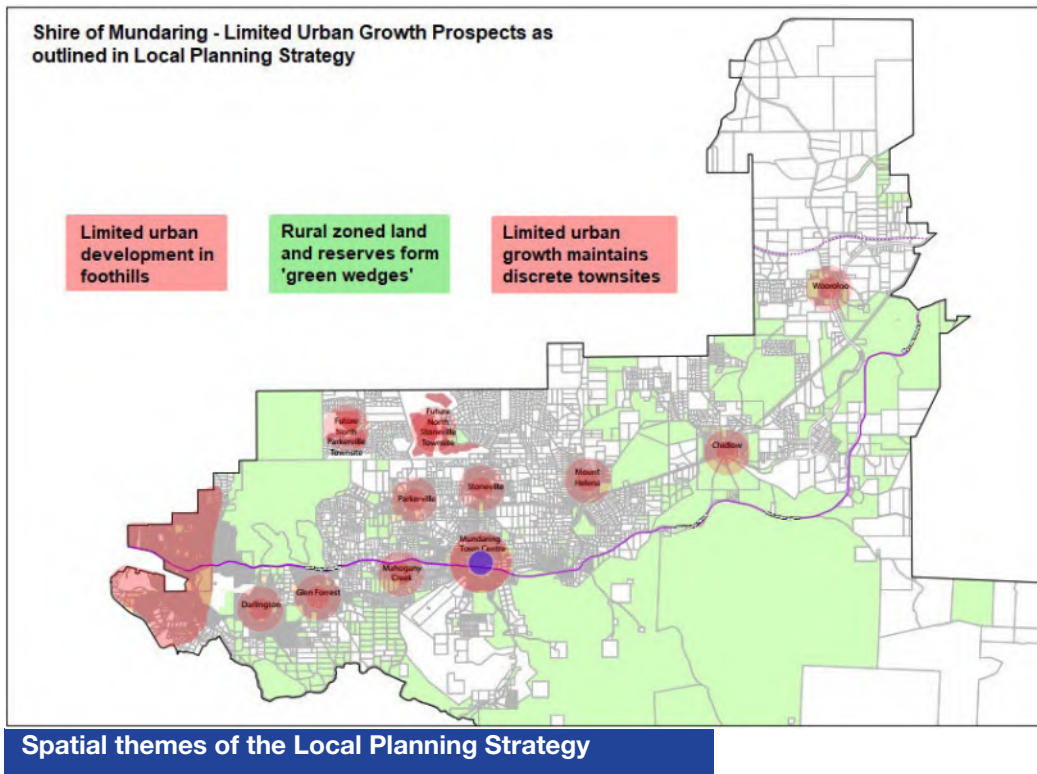 Shire of Mundaring - Limited Urban Growth Prospects as
outlined in Local Planning Strategy
Limited urban
development in
foothills
Rural zoned land
and reserves form
'green wedges'
Limited urban
growth maintains
discrete townsites
Wooroloo
Future
North
Parkerville
Townsite
Future
North
Stoneville
Townsite
Chidlow
Mount
Helena
Stoneville
Parkerville
Mundaring
Town Centre
Mahogany
Creek
Glen Forrest
Darlington
Spatial themes of the Local Planning Strategy